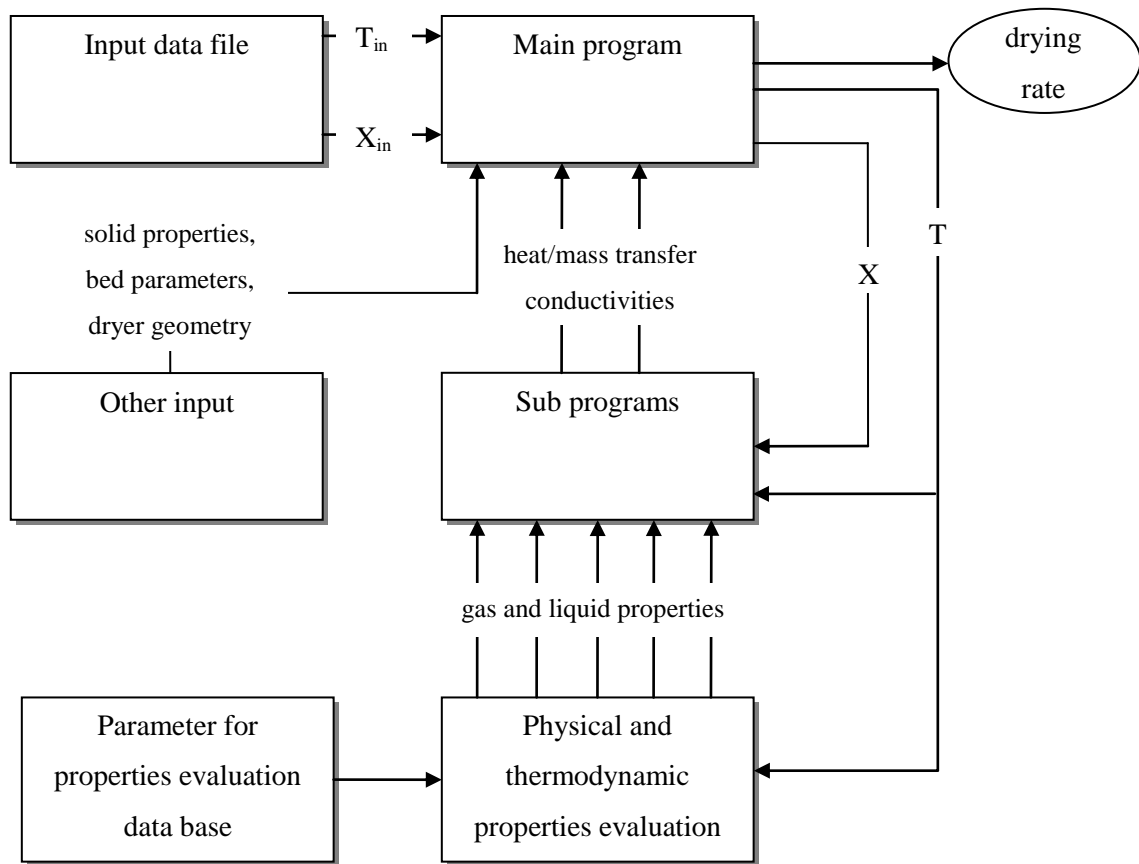 Input data file
T_in
X_in
Main program
drying
rate
solid properties,
bed parameters,
dryer geometry
heat/mass transfer
conductivities
X
T
Other input
Sub programs
gas and liquid properties
Parameter for
properties evaluation
data base
Physical and
thermodynamic
properties evaluation